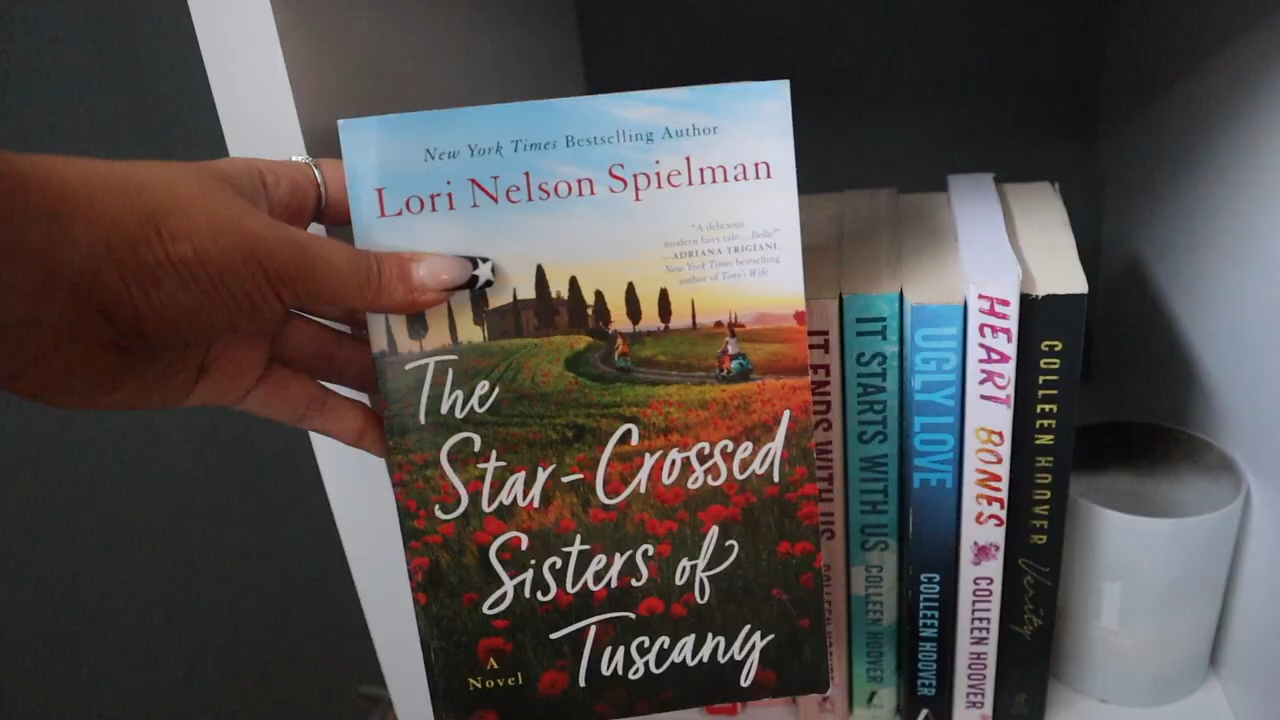 New York Times Bestselling Author
Lori Nelson Spielman
"A delicious
modern fairy tale... Bella!"
—ADRIANA TRIGIANI,
New York Times bestselling
author of Tony's Wife
The
Star-Crossed
Sisters of
Tuscany
A
Novel
IT ENDS WITH US COLLEEN HOOVER
IT STARTS WITH US COLLEEN HOOVER
UGLY LOVE COLLEEN HOOVER
HEART BONES COLLEEN HOOVER
COLLEEN HOOVER Verity